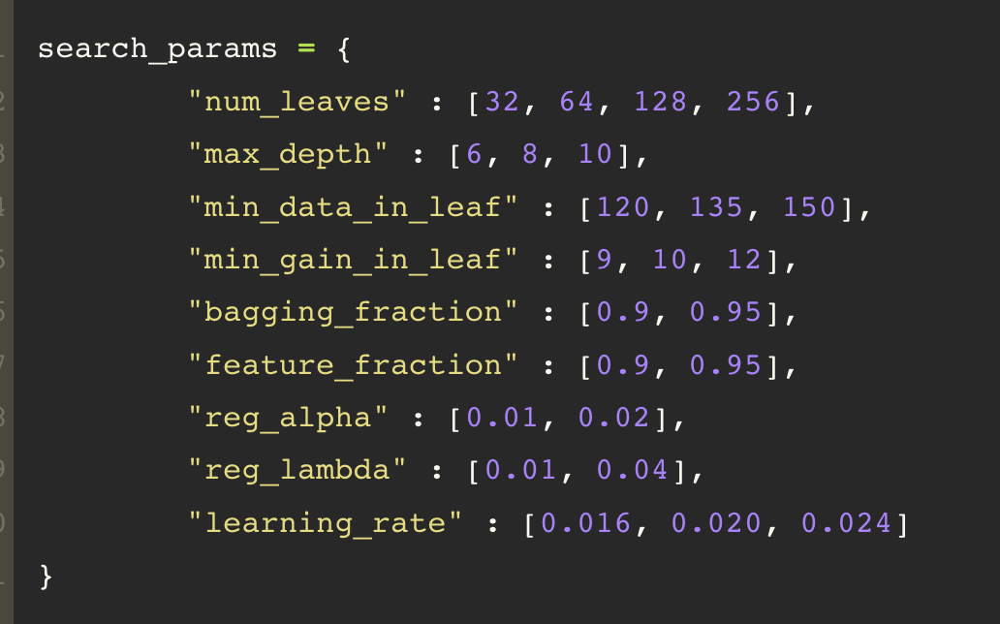 search_params = {
"num_leaves" : [32, 64, 128, 256],
"max_depth" : [6, 8, 10],
"min_data_in_leaf" : [120, 135, 150],
"min_gain_in_leaf" : [9, 10, 12],
"bagging_fraction" : [0.9, 0.95],
"feature_fraction" : [0.9, 0.95],
"reg_alpha" : [0.01, 0.02],
"reg_lambda" : [0.01, 0.04],
"learning_rate" : [0.016, 0.020, 0.024]
}